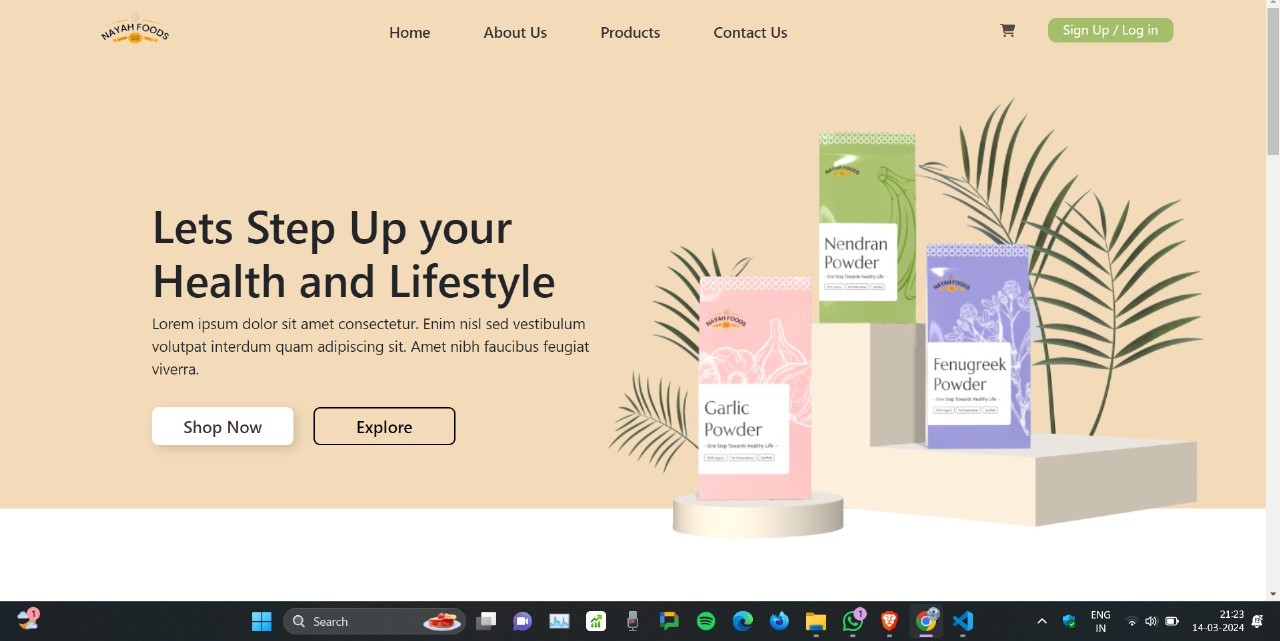 NAYAH FOODS
Home
About Us
Products
Contact Us
Sign Up / Log in
Lets Step Up your
Health and Lifestyle
Lorem ipsum dolor sit amet consectetur. Enim nisl sed vestibulum
volutpat interdum quam adipiscing sit. Amet nibh faucibus feugiat
viverra.
Shop Now
Explore
NAYAH FOODS
Nendran
Powder
- One Stop Towards Healthy Life -
NAYAH FOODS
Fenugreek
Powder
- One Stop Towards Healthy Life -
NAYAH FOODS
Garlic
Powder
- One Stop Towards Healthy Life -
1
Search
1
ENG
IN
21:23
14-03-2024